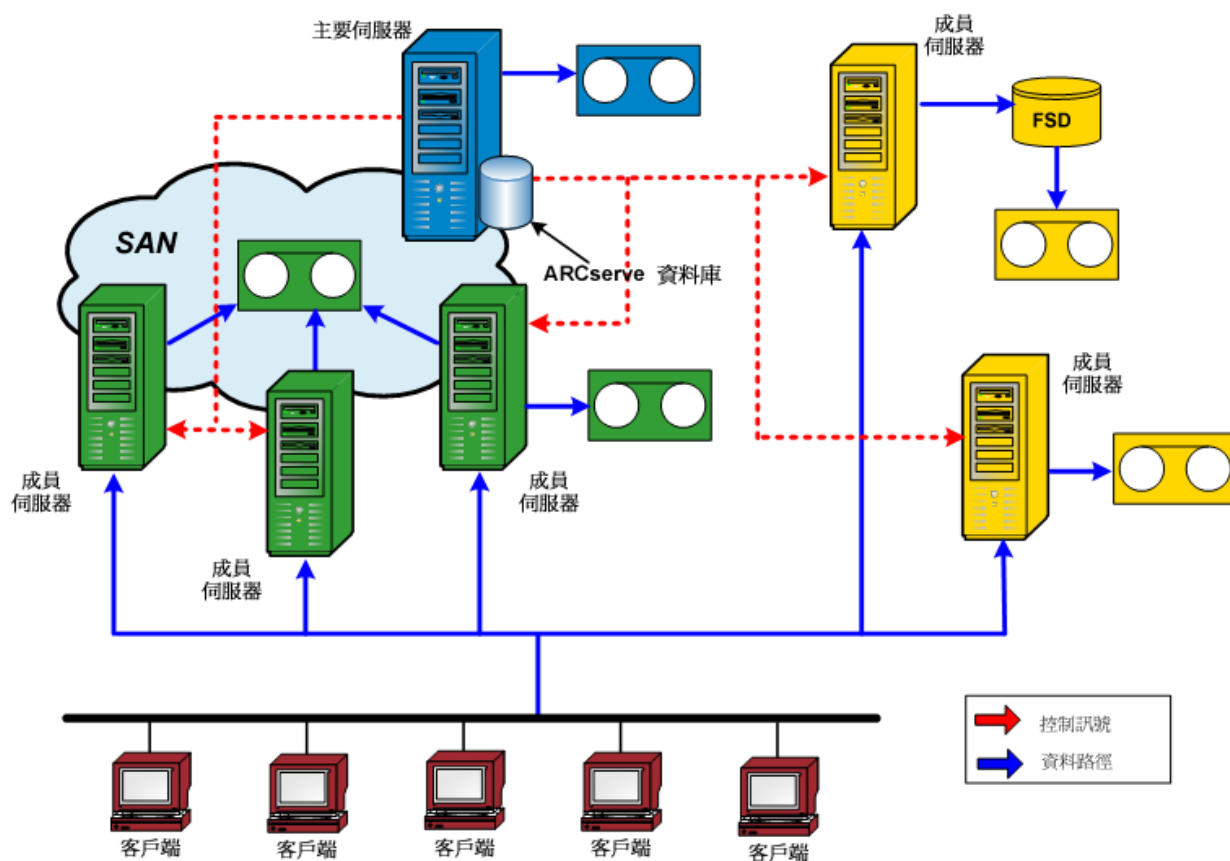 主要伺服器
成員
伺服器
FSD
SAN
ARCserve 資料庫
成員
伺服器
成員
伺服器
成員
伺服器
成員
伺服器
控制訊號
資料路徑
客戶端
客戶端
客戶端
客戶端
客戶端